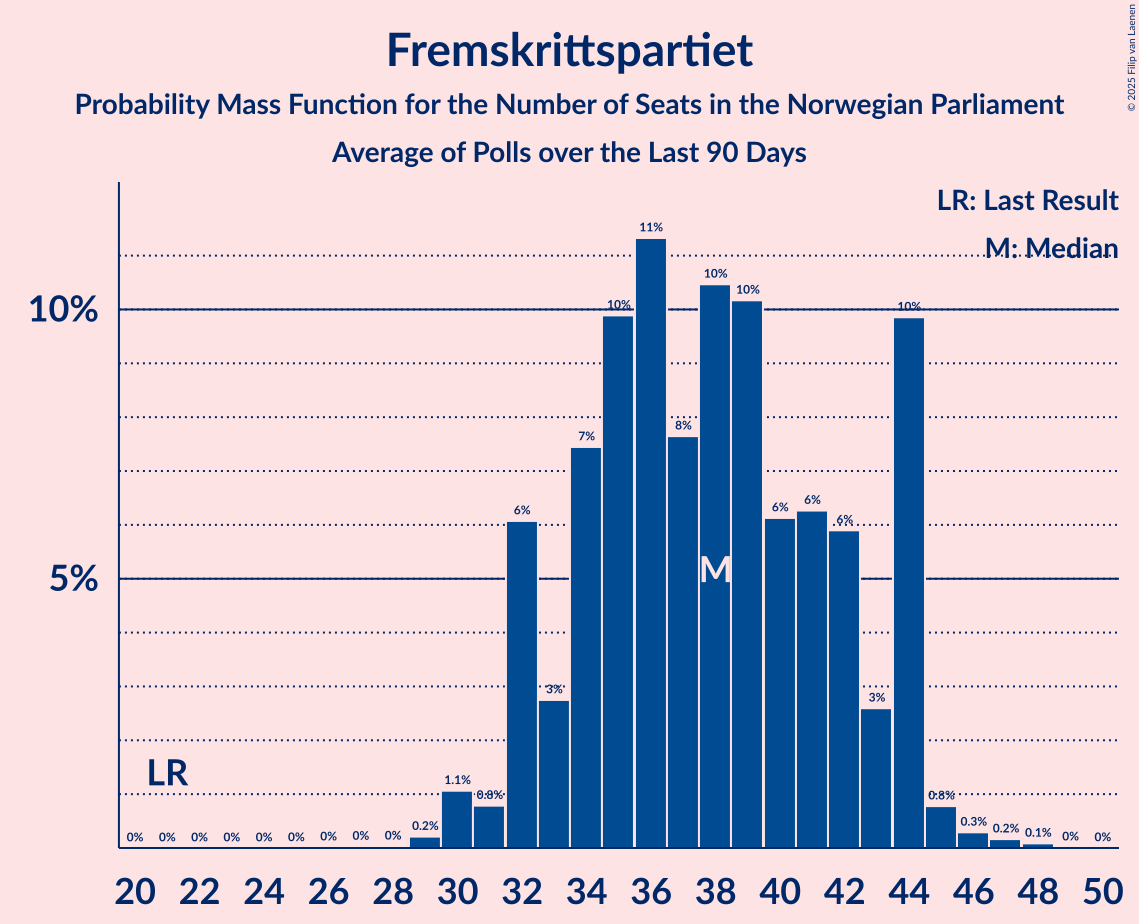 © 2025 Filip van Laenen
Fremskrittspartiet
Probability Mass Function for the Number of Seats in the Norwegian Parliament
Average of Polls over the Last 90 Days
LR: Last Result
M: Median
10%
5%
LR
M
0% 0% 0% 0% 0% 0% 0% 0% 0% 0.2% 1.1% 0.8% 6% 3% 7% 10% 11% 8% 10% 10% 6% 6% 6% 3% 10% 0.8% 0.3% 0.2% 0.1% 0% 0%
20 22 24 26 28 30 32 34 36 38 40 42 44 46 48 50